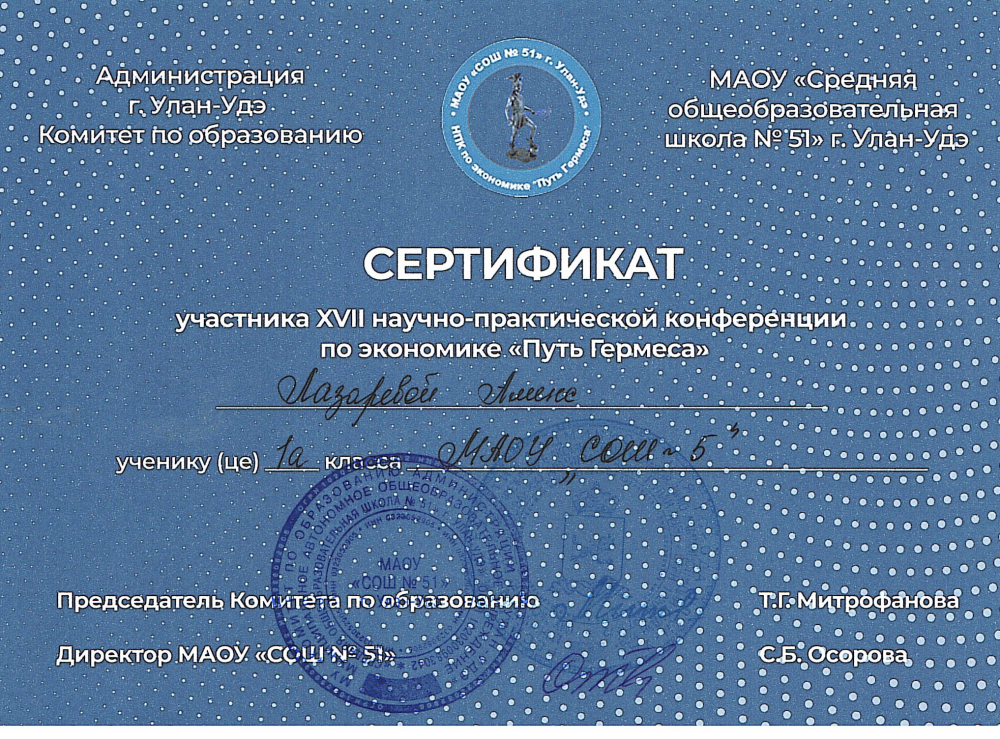 Администрация
г. Улан-Удэ
Комитет по образованию
МАОУ «СОШ № 51» г. Улан-Удэ
НПК по экономике "Путь Гермеса"
МАОУ «Средняя
общеобразовательная
школа № 51» г. Улан-Удэ
СЕРТИФИКАТ
участника XVII научно-практической конференции
по экономике «Путь Гермеса»
Лазаревой Алисе
ученику (це) 1а класса МАОУ „СОШ № 5"
МАОУ
«СОШ № 51»
Председатель Комитета по образованию Т.Г. Митрофанова
Директор МАОУ «СОШ № 51» С.Б. Осорова